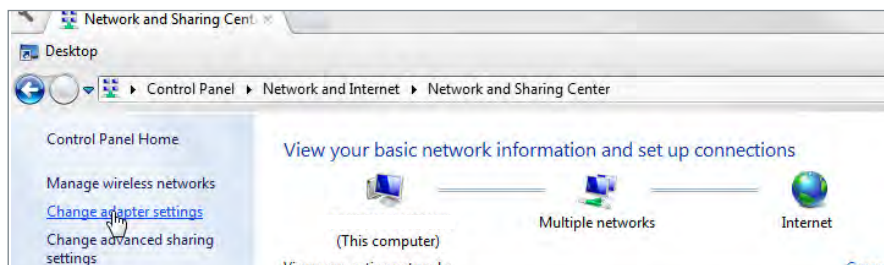 Network and Sharing Cent
Desktop
Control Panel ▸ Network and Internet ▸ Network and Sharing Center
Control Panel Home
View your basic network information and set up connections
Manage wireless networks
Change adapter settings
Multiple networks
Internet
Change advanced sharing
(This computer)
settings